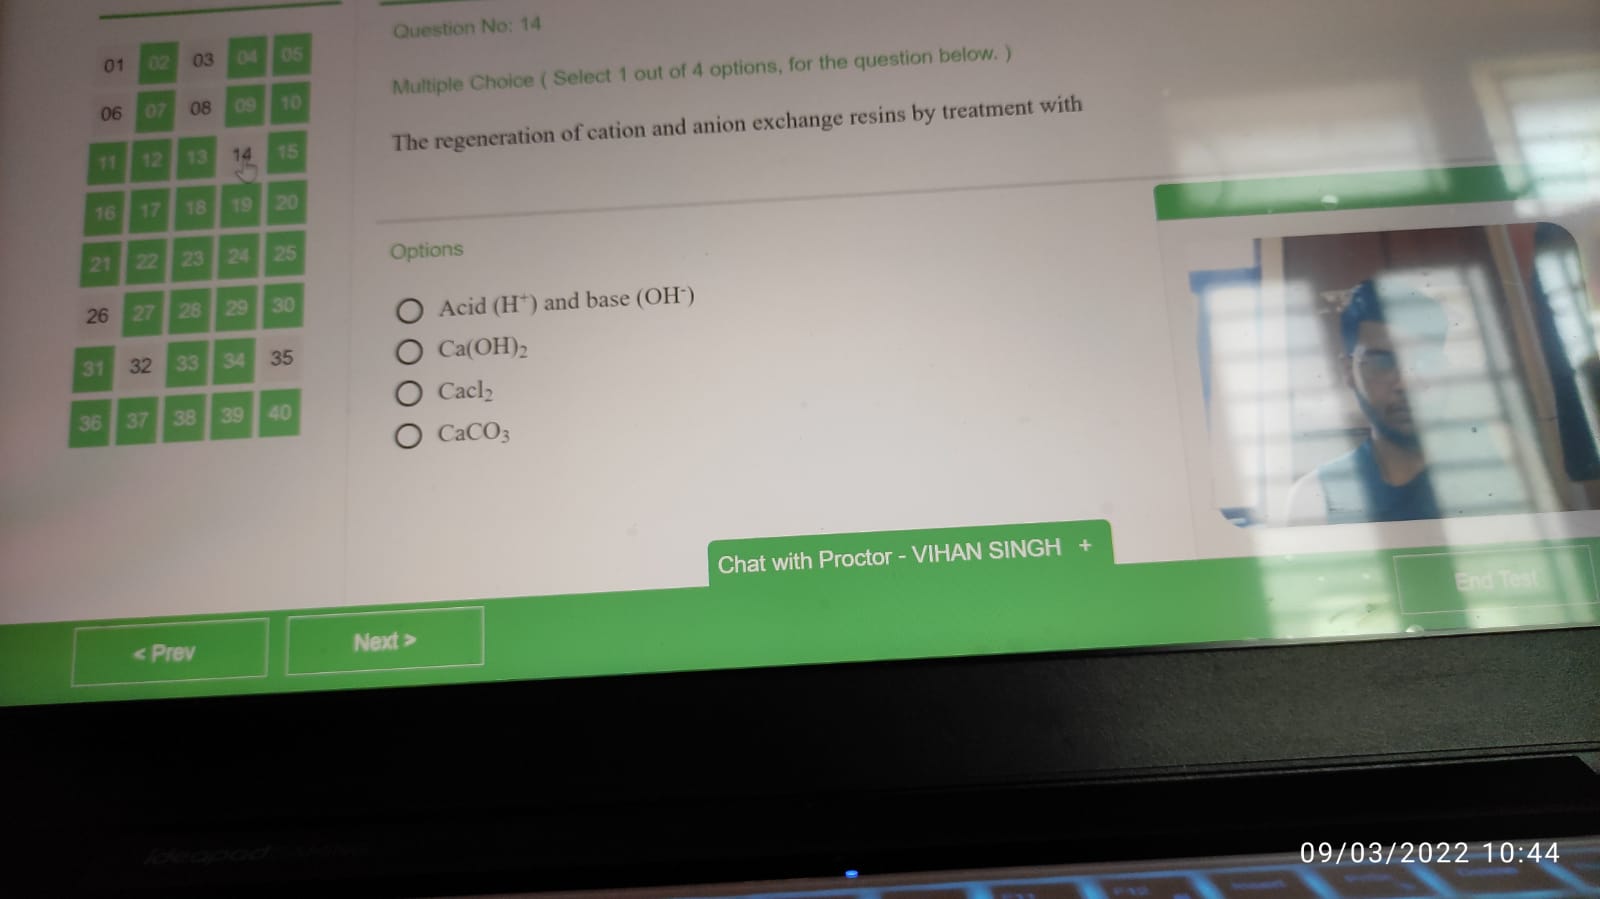 01 02 03 04 05
06 07 08 09 10
11 12 13 14 15
16 17 18 19 20
21 22 23 24 25
26 27 28 29 30
31 32 33 34 35
36 37 38 39 40
Question No: 14
Multiple Choice ( Select 1 out of 4 options, for the question below. )
The regeneration of cation and anion exchange resins by treatment with
Options
Acid (H⁺) and base (OH⁻)
Ca(OH)₂
Cacl₂
CaCO₃
Chat with Proctor - VIHAN SINGH +
< Prev
Next >
End Test
ideapad
09/03/2022 10:44